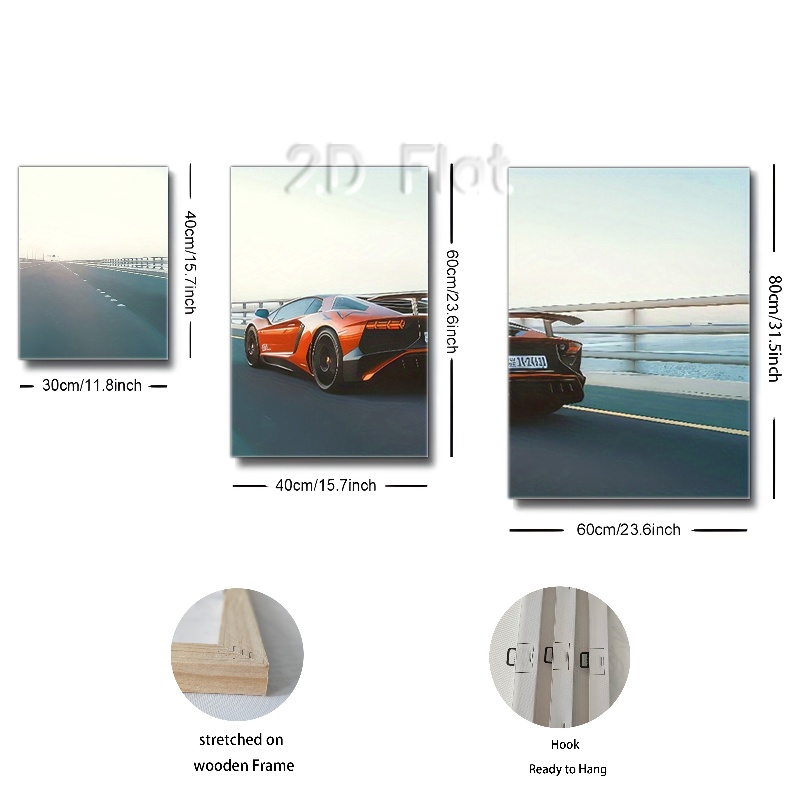 2D Flat
40cm/15.7inch
60cm/23.6inch
80cm/31.5inch
30cm/11.8inch
40cm/15.7inch
60cm/23.6inch
stretched on
wooden Frame
Hook
Ready to Hang